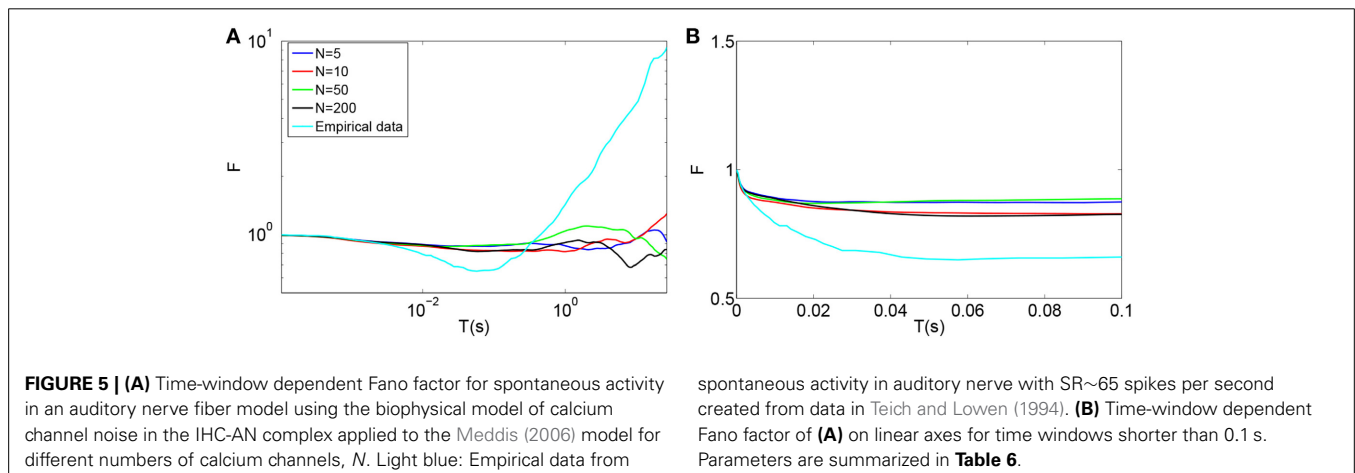 A
10^1
N=5
N=10
N=50
N=200
Empirical data
F
10^0
10^-2
10^0
T(s)
B
1.5
1
F
0.5
0
0.02
0.04
0.06
0.08
0.1
T(s)
FIGURE 5 | (A) Time-window dependent Fano factor for spontaneous activity
in an auditory nerve fiber model using the biophysical model of calcium
channel noise in the IHC-AN complex applied to the Meddis (2006) model for
different numbers of calcium channels, N. Light blue: Empirical data from
spontaneous activity in auditory nerve with SR~65 spikes per second
created from data in Teich and Lowen (1994). (B) Time-window dependent
Fano factor of (A) on linear axes for time windows shorter than 0.1 s.
Parameters are summarized in Table 6.